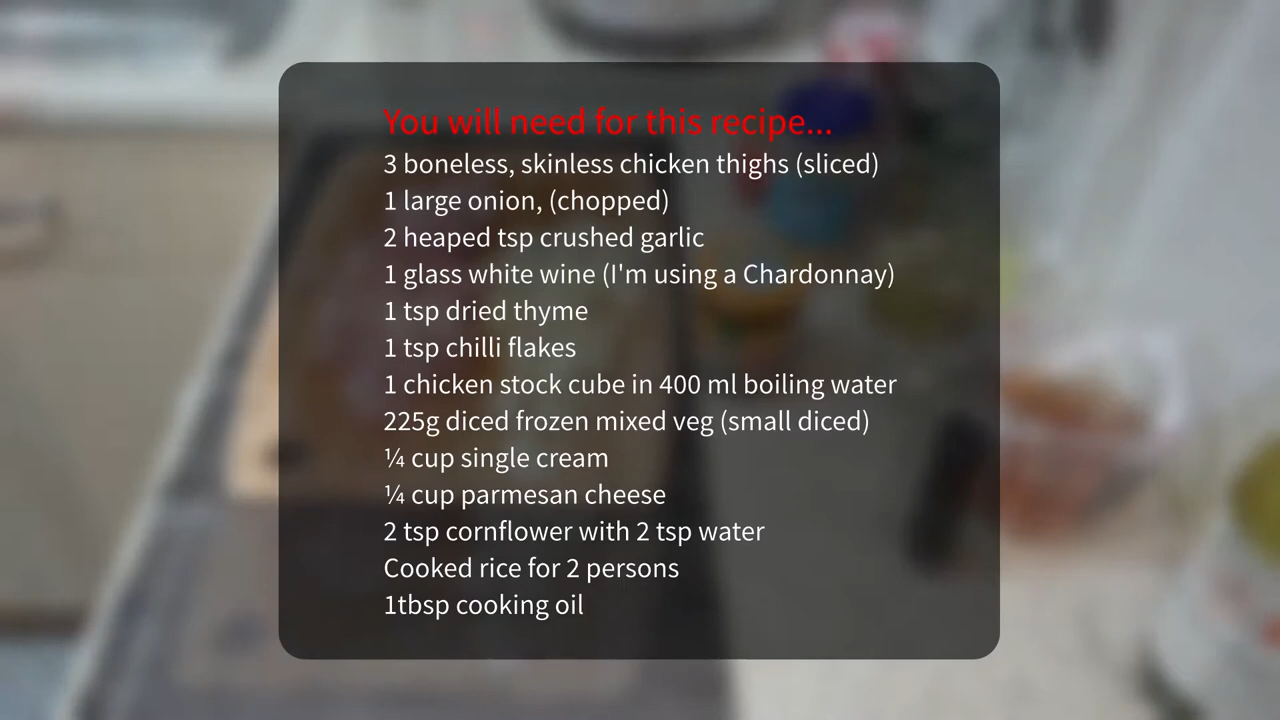 You will need for this recipe...
3 boneless, skinless chicken thighs (sliced)
1 large onion, (chopped)
2 heaped tsp crushed garlic
1 glass white wine (I'm using a Chardonnay)
1 tsp dried thyme
1 tsp chilli flakes
1 chicken stock cube in 400 ml boiling water
225g diced frozen mixed veg (small diced)
¼ cup single cream
¼ cup parmesan cheese
2 tsp cornflower with 2 tsp water
Cooked rice for 2 persons
1tbsp cooking oil